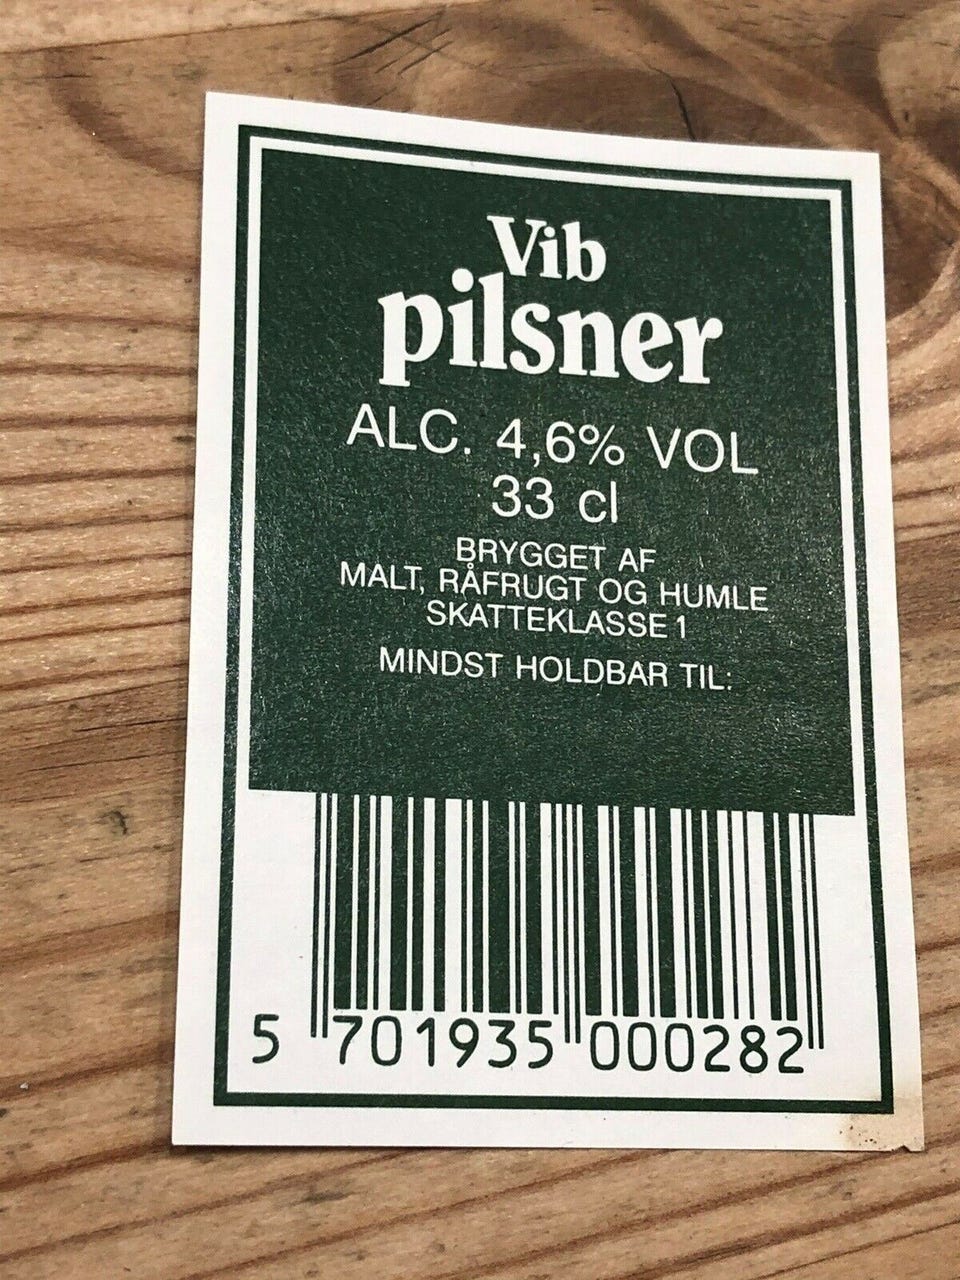 Vib
pilsner
ALC. 4,6% VOL
33 cl
BRYGGET AF
MALT, RÅFRUGT OG HUMLE
SKATTEKLASSE 1
MINDST HOLDBAR TIL:
5 701935 000282